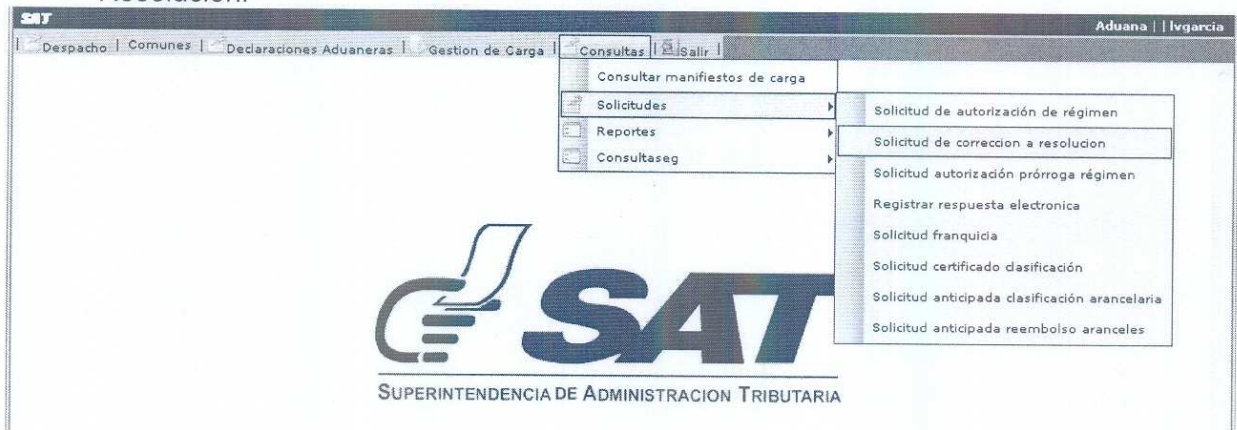 Resolución.
SAT
Aduana | | lvgarcia
| Despacho | Comunes | Declaraciones Aduaneras | Gestion de Carga | Consultas | Salir |
Consultar manifiestos de carga
Solicitudes
Reportes
Consultaseg
Solicitud de autorización de régimen
Solicitud de correccion a resolucion
Solicitud autorización prórroga régimen
Registrar respuesta electronica
Solicitud franquicia
Solicitud certificado clasificación
Solicitud anticipada clasificación arancelaria
Solicitud anticipada reembolso aranceles
SAT
SUPERINTENDENCIA DE ADMINISTRACION TRIBUTARIA